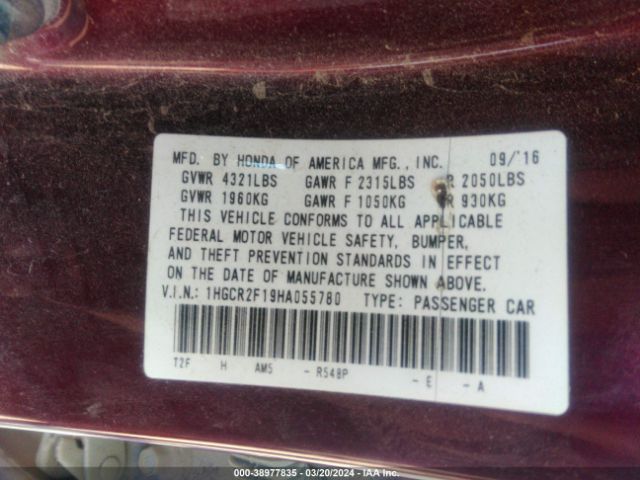 MFD. BY HONDA OF AMERICA MFG., INC. 09/'16
GVWR 4321LBS GAWR F 2315LBS R 2050LBS
GVWR 1960KG GAWR F 1050KG R 930KG
THIS VEHICLE CONFORMS TO ALL APPLICABLE
FEDERAL MOTOR VEHICLE SAFETY, BUMPER,
AND THEFT PREVENTION STANDARDS IN EFFECT
ON THE DATE OF MANUFACTURE SHOWN ABOVE.
V.I.N.: 1HGCR2F19HA055780 TYPE: PASSENGER CAR
T2F H AM5 - R548P - E - A
000-38977835 - 03/20/2024 - IAA Inc.